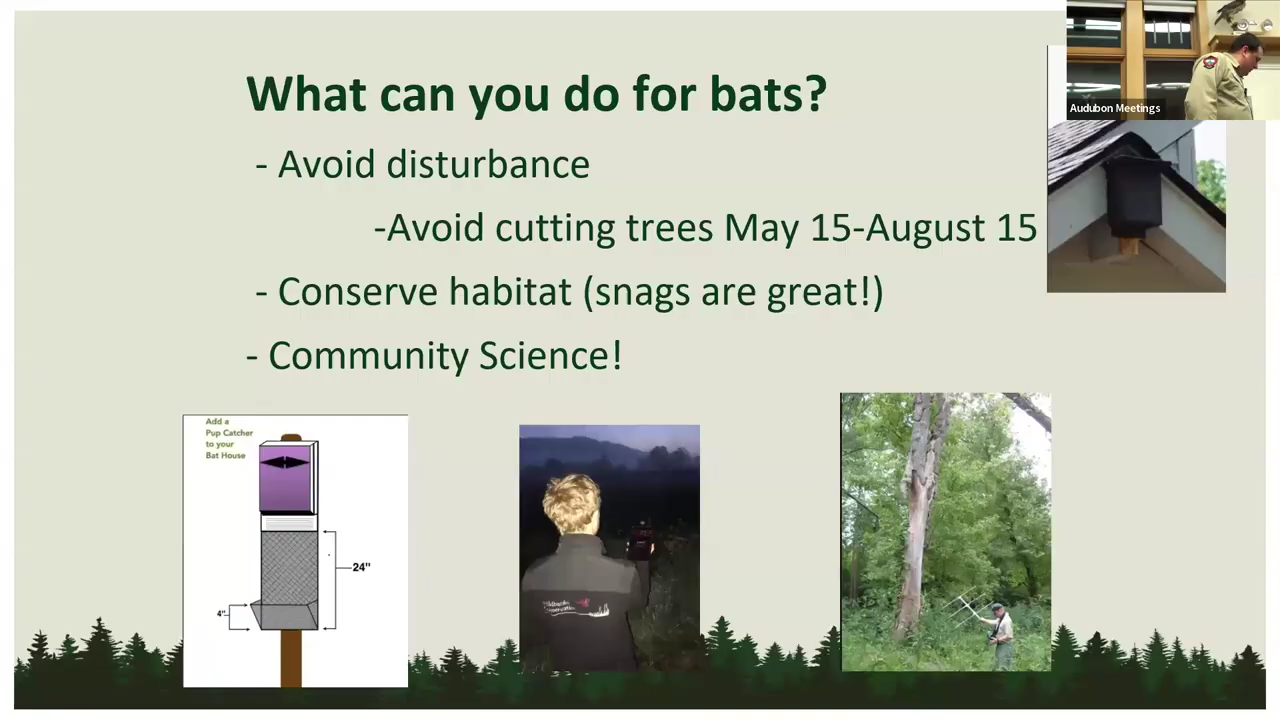 What can you do for bats?
- Avoid disturbance
-Avoid cutting trees May 15-August 15
- Conserve habitat (snags are great!)
- Community Science!
Audubon Meetings
Add a
Pup Catcher
to your
Bat House
24"
4"